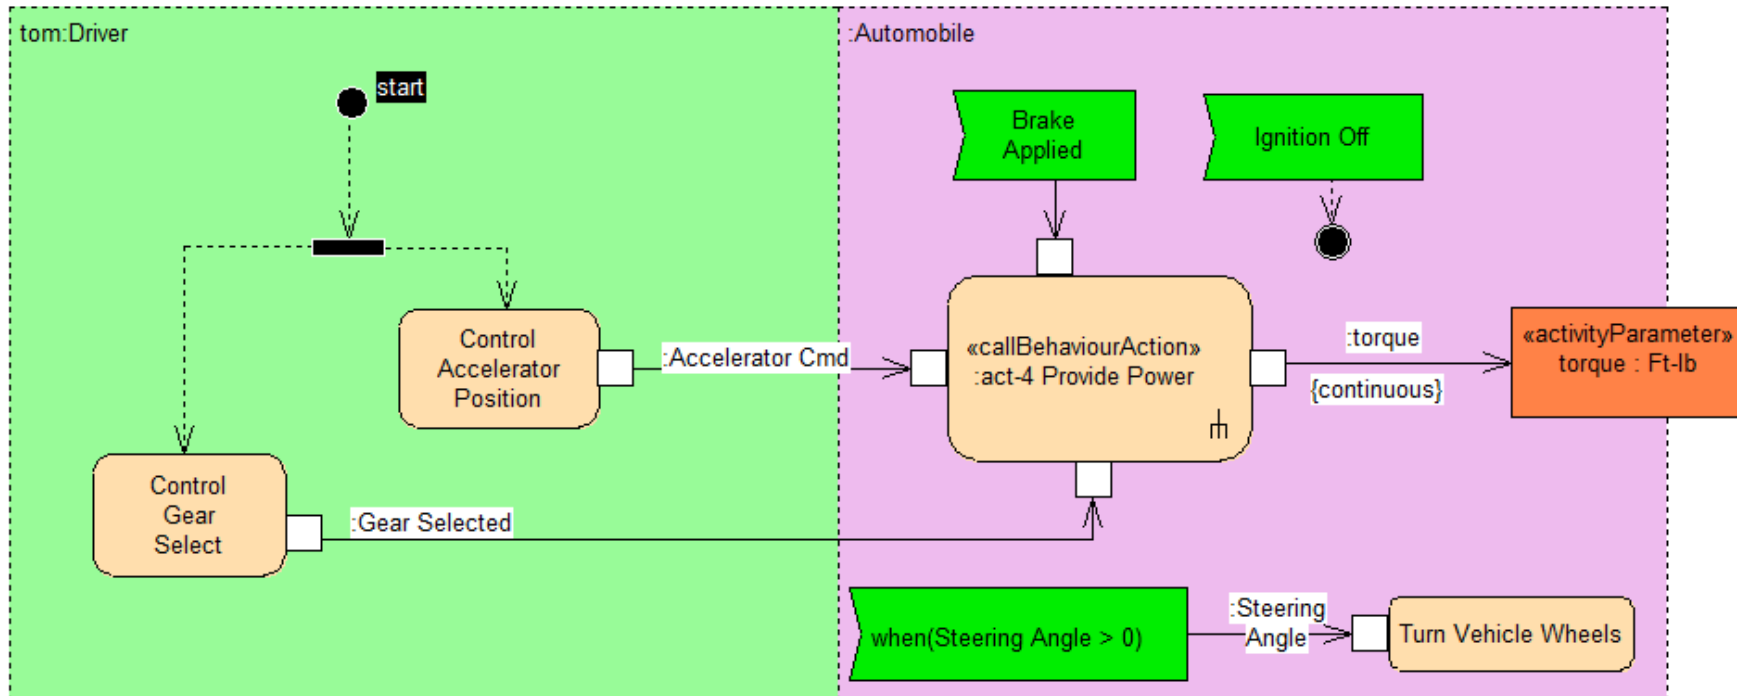 tom:Driver
:Automobile
start
Brake
Applied
Ignition Off
Control
Accelerator
Position
:Accelerator Cmd
«callBehaviourAction»
:act-4 Provide Power
:torque
{continuous}
«activityParameter»
torque : Ft-lb
Control
Gear
Select
:Gear Selected
when(Steering Angle > 0)
:Steering
Angle
Turn Vehicle Wheels